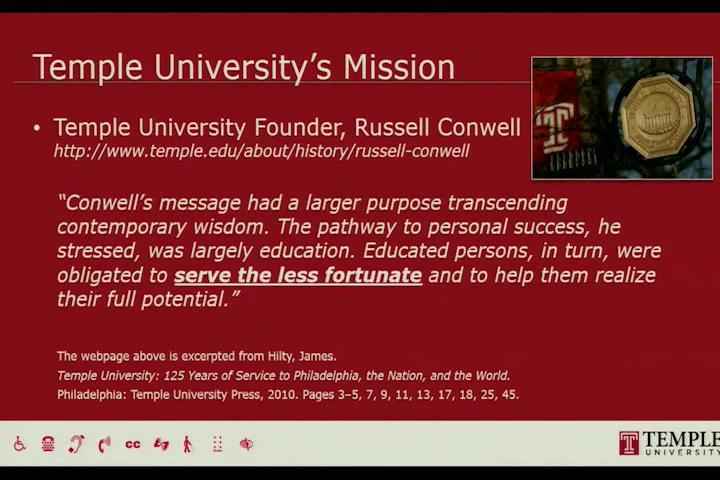 Temple University’s Mission
• Temple University Founder, Russell Conwell
http://www.temple.edu/about/history/russell-conwell
“Conwell’s message had a larger purpose transcending
contemporary wisdom. The pathway to personal success, he
stressed, was largely education. Educated persons, in turn, were
obligated to serve the less fortunate and to help them realize
their full potential.”
The webpage above is excerpted from Hilty, James.
Temple University: 125 Years of Service to Philadelphia, the Nation, and the World.
Philadelphia: Temple University Press, 2010. Pages 3–5, 7, 9, 11, 13, 17, 18, 25, 45.
CC
TEMPLE
UNIVERSITY